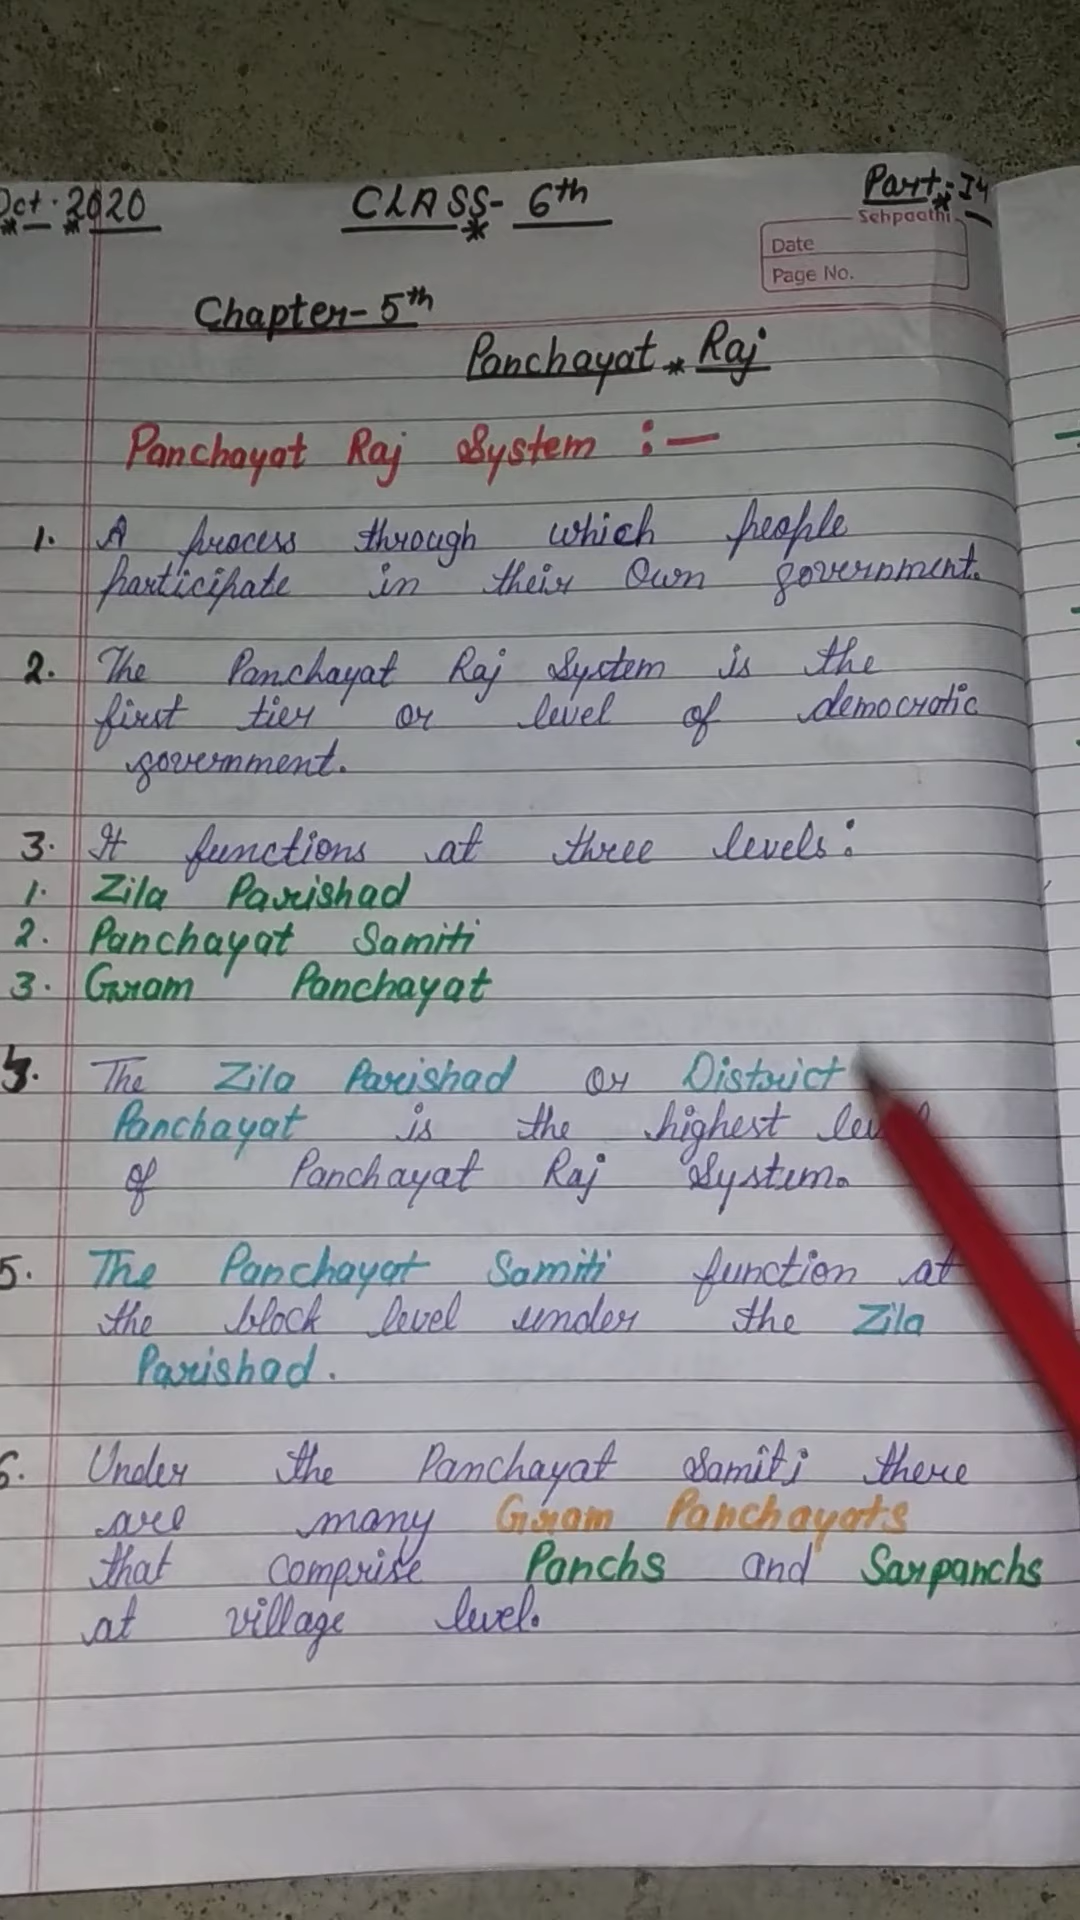 Oct. 2020
CLASS- 6th
Part-
Sehpaathi
Date
Page No.
Chapter- 5th
Panchayat Raj
Panchayat Raj System :—
1. A process through which people
participate in their Own government.
2. The Panchayat Raj System is the
first tier or level of democratic
government.
3. It functions at three levels:
1. Zila Parishad
2. Panchayat Samiti
3. Gram Panchayat
4. The Zila Parishad or District
Panchayat is the highest
of Panchayat Raj System.
5. The Panchayat Samiti function at
the block level under the Zila
Parishad.
6. Under the Panchayat Samiti there
are many Gram Panchayats
that comprise Panchs and Sarpanchs
at village level.